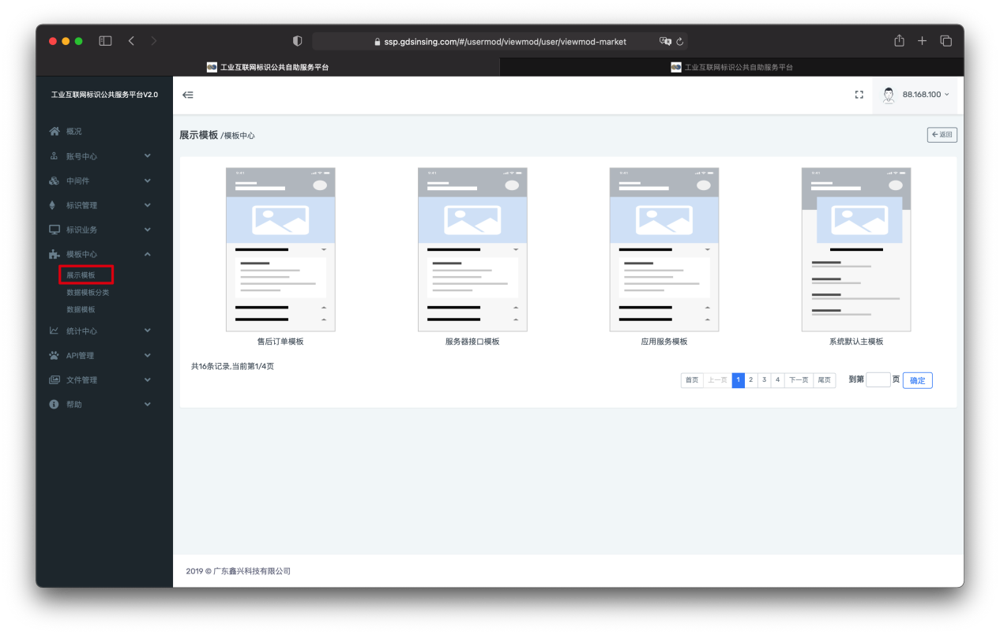 ssp.gdsinsing.com/#/usermod/viewmod/user/viewmod-market
工业互联网标识公共自助服务平台
工业互联网标识公共自助服务平台
工业互联网标识公共服务平台V2.0
88.168.100
概况
账号中心
中间件
标识管理
标识业务
模板中心
展示模板
数据模板分类
数据模板
统计中心
API管理
文件管理
帮助
展示模板 /模板中心
返回
9:41
9:41
9:41
9:41
售后订单模板
服务器接口模板
应用服务模板
系统默认主模板
共16条记录,当前第1/4页
首页 上一页 1 2 3 4 下一页 尾页 到第 页 确定
2019 © 广东鑫兴科技有限公司